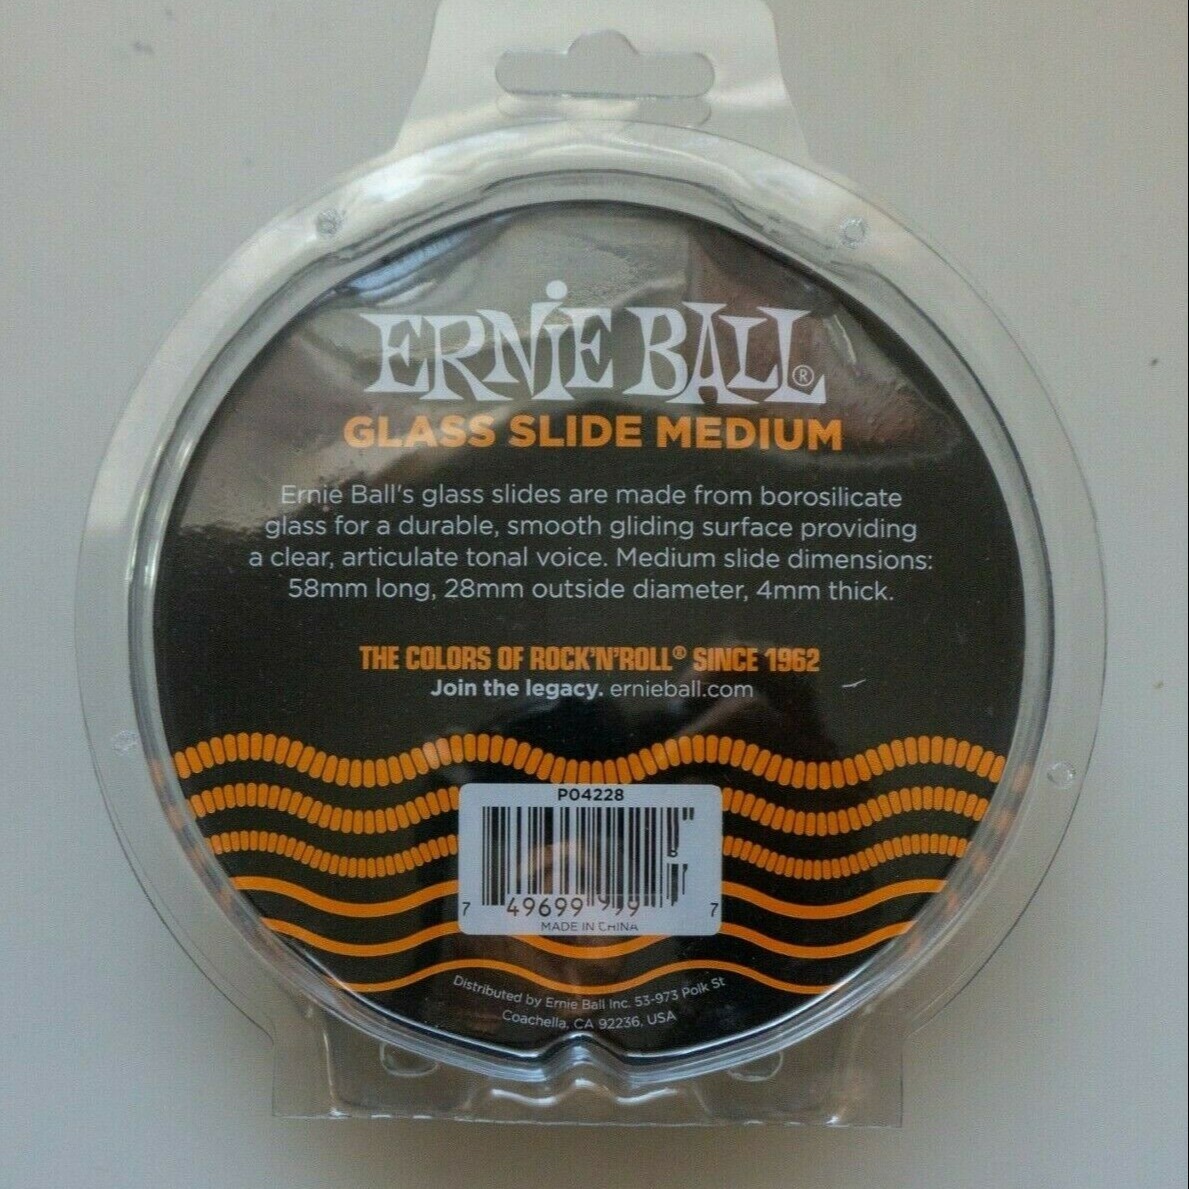 ERNiE BALL®
GLASS SLIDE MEDIUM
Ernie Ball's glass slides are made from borosilicate
glass for a durable, smooth gliding surface providing
a clear, articulate tonal voice. Medium slide dimensions:
58mm long, 28mm outside diameter, 4mm thick.
THE COLORS OF ROCK'N'ROLL® SINCE 1962
Join the legacy. ernieball.com
P04228
7 49699 7
MADE IN CHINA
Distributed by Ernie Ball Inc. 53-973 Polk St
Coachella, CA 92236, USA